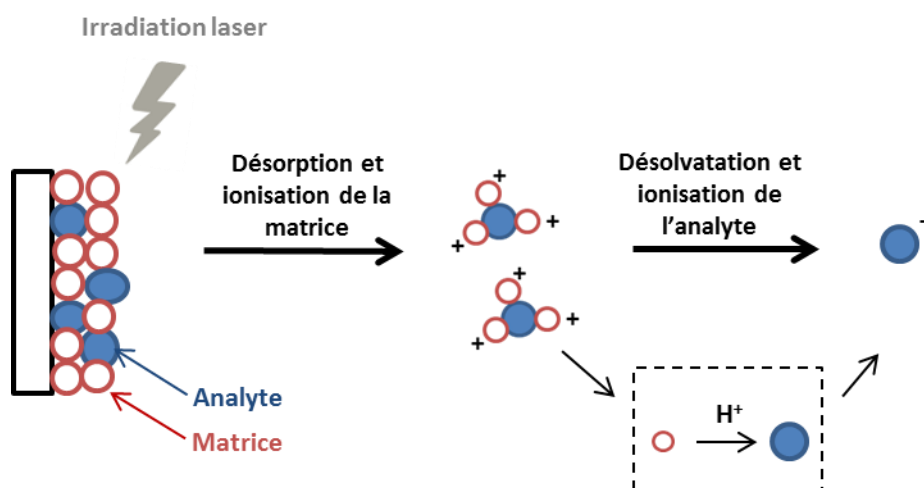 Irradiation laser
Désorption et
ionisation de la
matrice
Désolvatation et
ionisation de
l’analyte
+
+
+
+
+
+
H+
Analyte
Matrice